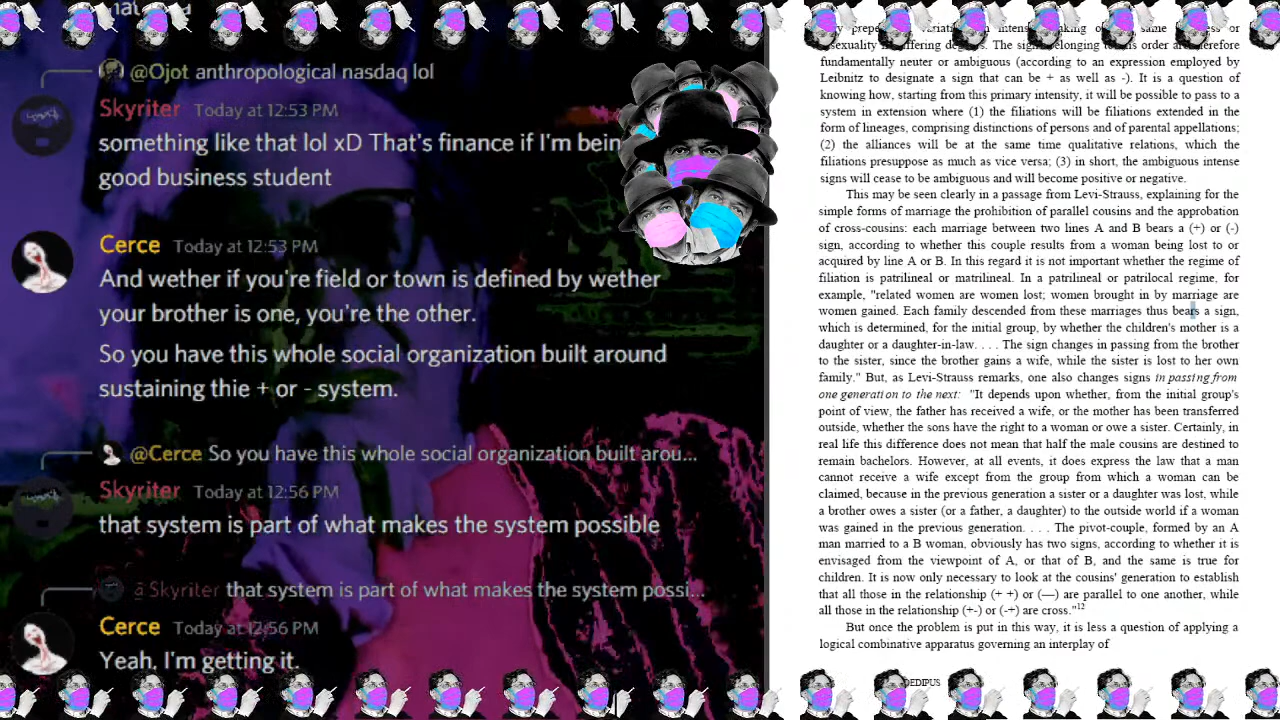 @Ojot anthropological nasdaq lol
Skyriter Today at 12:53 PM
something like that lol xD That's finance if I'm bein
good business student
Cerce Today at 12:53 PM
And wether if you're field or town is defined by wether
your brother is one, you're the other.
So you have this whole social organization built around
sustaining thie + or - system.
@Cerce So you have this whole social organization built arou...
Skyriter Today at 12:56 PM
that system is part of what makes the system possible
@Skyriter that system is part of what makes the system possi...
Cerce Today at 12:56 PM
Yeah, I'm getting it.
same or
The sign belonging to this order are therefore
fundamentally neuter or ambiguous (according to an expression employed by
Leibnitz to designate a sign that can be + as well as -). It is a question of
knowing how, starting from this primary intensity, it will be possible to pass to a
system in extension where (1) the filiations will be filiations extended in the
form of lineages, comprising distinctions of persons and of parental appellations;
(2) the alliances will be at the same time qualitative relations, which the
filiations presuppose as much as vice versa; (3) in short, the ambiguous intense
signs will cease to be ambiguous and will become positive or negative.
This may be seen clearly in a passage from Levi-Strauss, explaining for the
simple forms of marriage the prohibition of parallel cousins and the approbation
of cross-cousins: each marriage between two lines A and B bears a (+) or (-)
sign, according to whether this couple results from a woman being lost to or
acquired by line A or B. In this regard it is not important whether the regime of
filiation is patrilineal or matrilineal. In a patrilineal or patrilocal regime, for
example, "related women are women lost; women brought in by marriage are
women gained. Each family descended from these marriages thus bears a sign,
which is determined, for the initial group, by whether the children's mother is a
daughter or a daughter-in-law. . . . The sign changes in passing from the brother
to the sister, since the brother gains a wife, while the sister is lost to her own
family." But, as Levi-Strauss remarks, one also changes signs in passing from
one generation to the next: "It depends upon whether, from the initial group's
point of view, the father has received a wife, or the mother has been transferred
outside, whether the sons have the right to a woman or owe a sister. Certainly, in
real life this difference does not mean that half the male cousins are destined to
remain bachelors. However, at all events, it does express the law that a man
cannot receive a wife except from the group from which a woman can be
claimed, because in the previous generation a sister or a daughter was lost, while
a brother owes a sister (or a father, a daughter) to the outside world if a woman
was gained in the previous generation. . . . The pivot-couple, formed by an A
man married to a B woman, obviously has two signs, according to whether it is
envisaged from the viewpoint of A, or that of B, and the same is true for
children. It is now only necessary to look at the cousins' generation to establish
that all those in the relationship (+ +) or (—) are parallel to one another, while
all those in the relationship (+-) or (-+) are cross."12
But once the problem is put in this way, it is less a question of applying a
logical combinative apparatus governing an interplay of
OEDIPUS